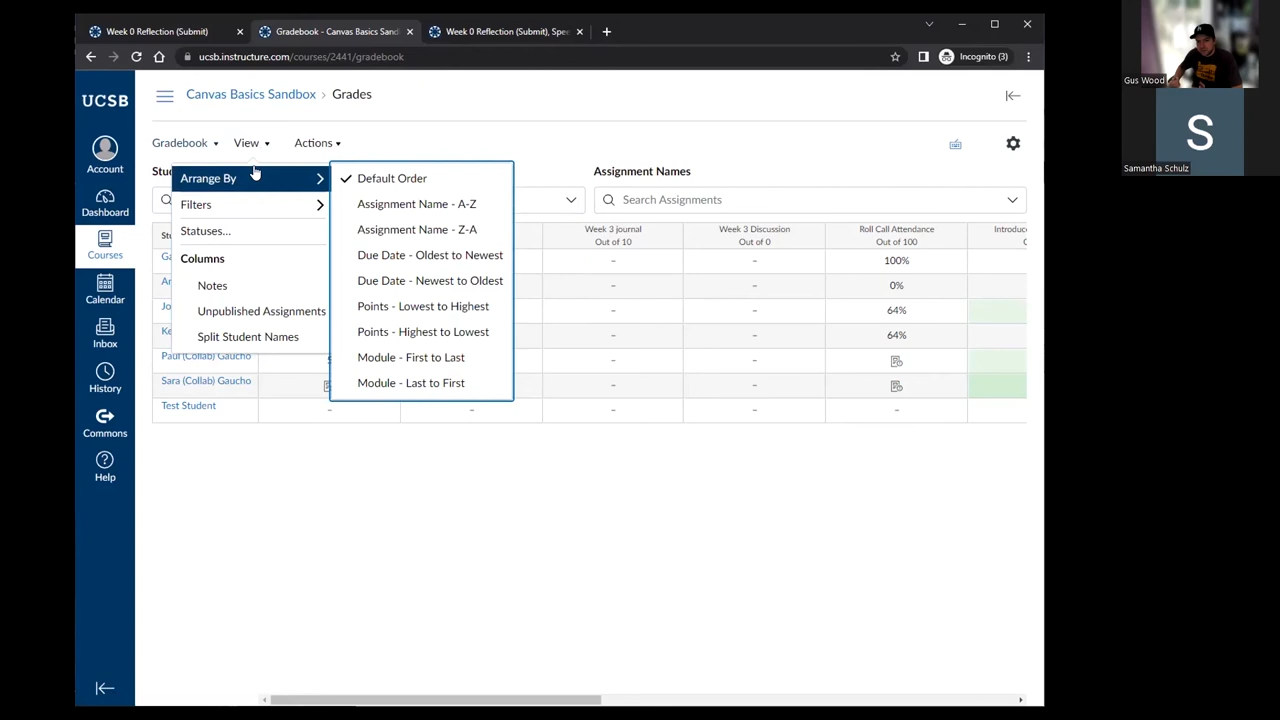 Week 0 Reflection (Submit)
Gradebook - Canvas Basics Sand
Week 0 Reflection (Submit), Spee
ucsb.instructure.com/courses/2441/gradebook
Incognito (3)
Gus Wood
S
Samantha Schulz
UCSB
Account
Dashboard
Courses
Calendar
Inbox
History
Commons
Help
Canvas Basics Sandbox > Grades
Gradebook
View
Actions
Arrange By
Filters
Statuses...
Columns
Notes
Unpublished Assignments
Split Student Names
Default Order
Assignment Name - A-Z
Assignment Name - Z-A
Due Date - Oldest to Newest
Due Date - Newest to Oldest
Points - Lowest to Highest
Points - Highest to Lowest
Module - First to Last
Module - Last to First
Assignment Names
Search Assignments
Week 3 journal
Out of 10
Week 3 Discussion
Out of 0
Roll Call Attendance
Out of 100
Introduc
– – 100%
– – 0%
– – 64%
– – 64%
Paul (Collab) Gaucho – –
Sara (Collab) Gaucho – –
Test Student – – – – –